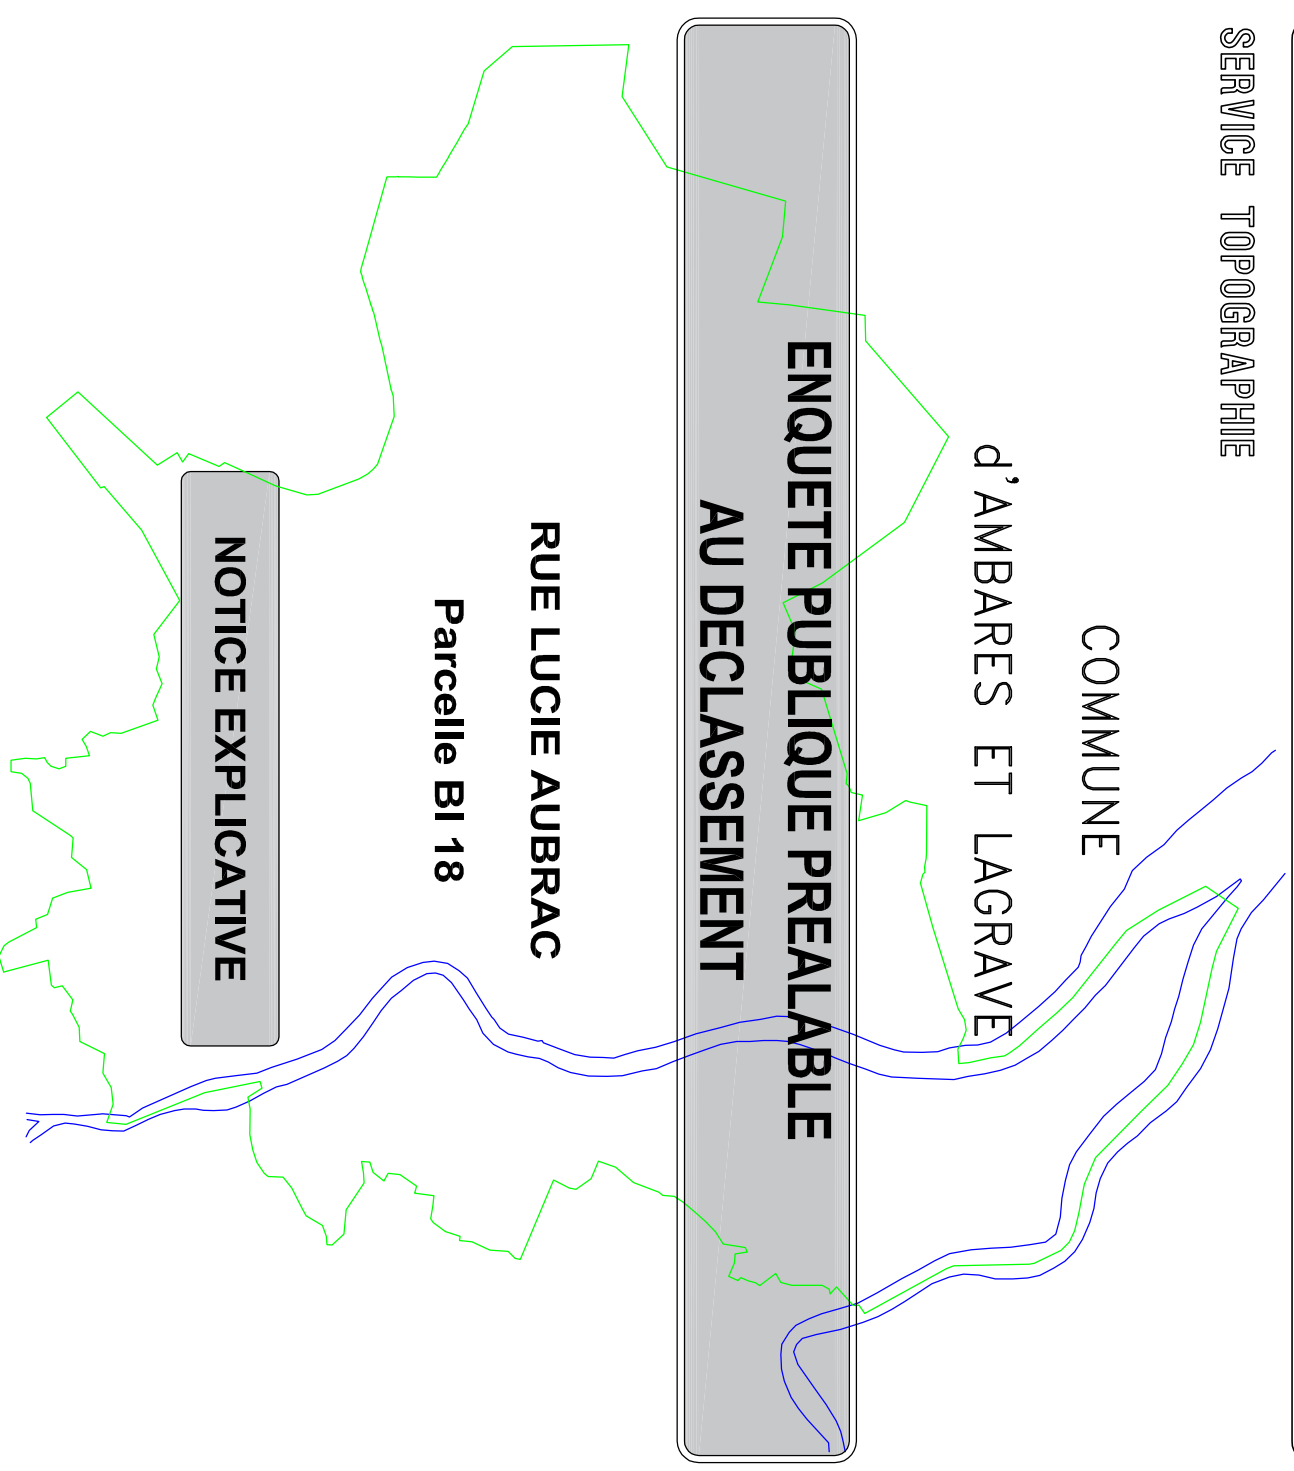 SERVICE TOPOGRAPHIE
COMMUNE
d'AMBARES ET LAGRAVE
ENQUETE PUBLIQUE PREALABLE
AU DECLASSEMENT
RUE LUCIE AUBRAC
Parcelle BI 18
NOTICE EXPLICATIVE